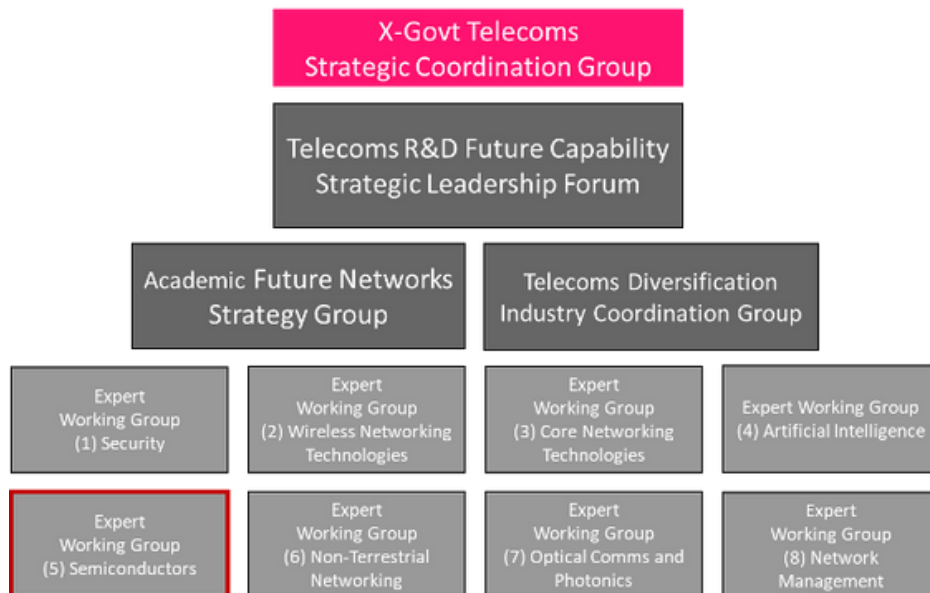 X-Govt Telecoms
Strategic Coordination Group
Telecoms R&D Future Capability
Strategic Leadership Forum
Academic Future Networks
Strategy Group
Telecoms Diversification
Industry Coordination Group
Expert
Working Group
(1) Security
Expert
Working Group
(2) Wireless Networking
Technologies
Expert
Working Group
(3) Core Networking
Technologies
Expert Working Group
(4) Artificial Intelligence
Expert
Working Group
(5) Semiconductors
Expert
Working Group
(6) Non-Terrestrial
Networking
Expert
Working Group
(7) Optical Comms and
Photonics
Expert
Working Group
(8) Network
Management